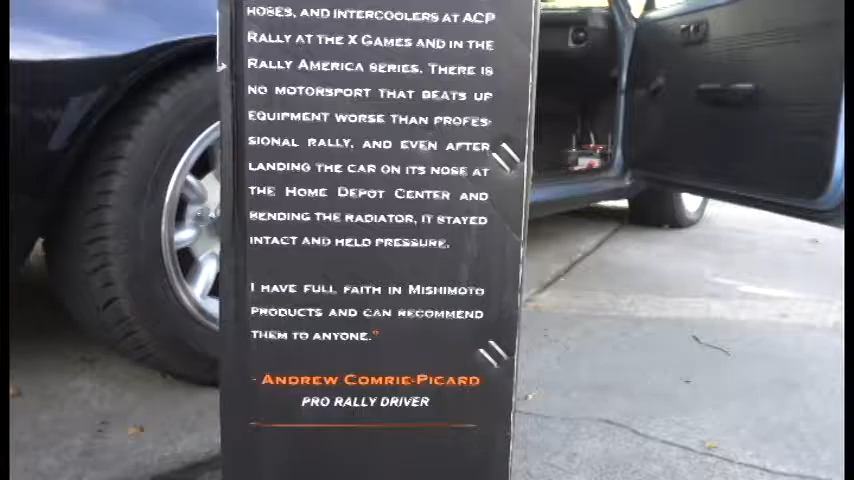 HOSES, AND INTERCOOLERS AT ACP
RALLY AT THE X GAMES AND IN THE
RALLY AMERICA SERIES. THERE IS
NO MOTORSPORT THAT BEATS UP
EQUIPMENT WORSE THAN PROFES-
SIONAL RALLY, AND EVEN AFTER
LANDING THE CAR ON ITS NOSE AT
THE HOME DEPOT CENTER AND
BENDING THE RADIATOR, IT STAYED
INTACT AND HELD PRESSURE.
I HAVE FULL FAITH IN MISHIMOTO
PRODUCTS AND CAN RECOMMEND
THEM TO ANYONE."
- ANDREW COMRIE-PICARD
PRO RALLY DRIVER